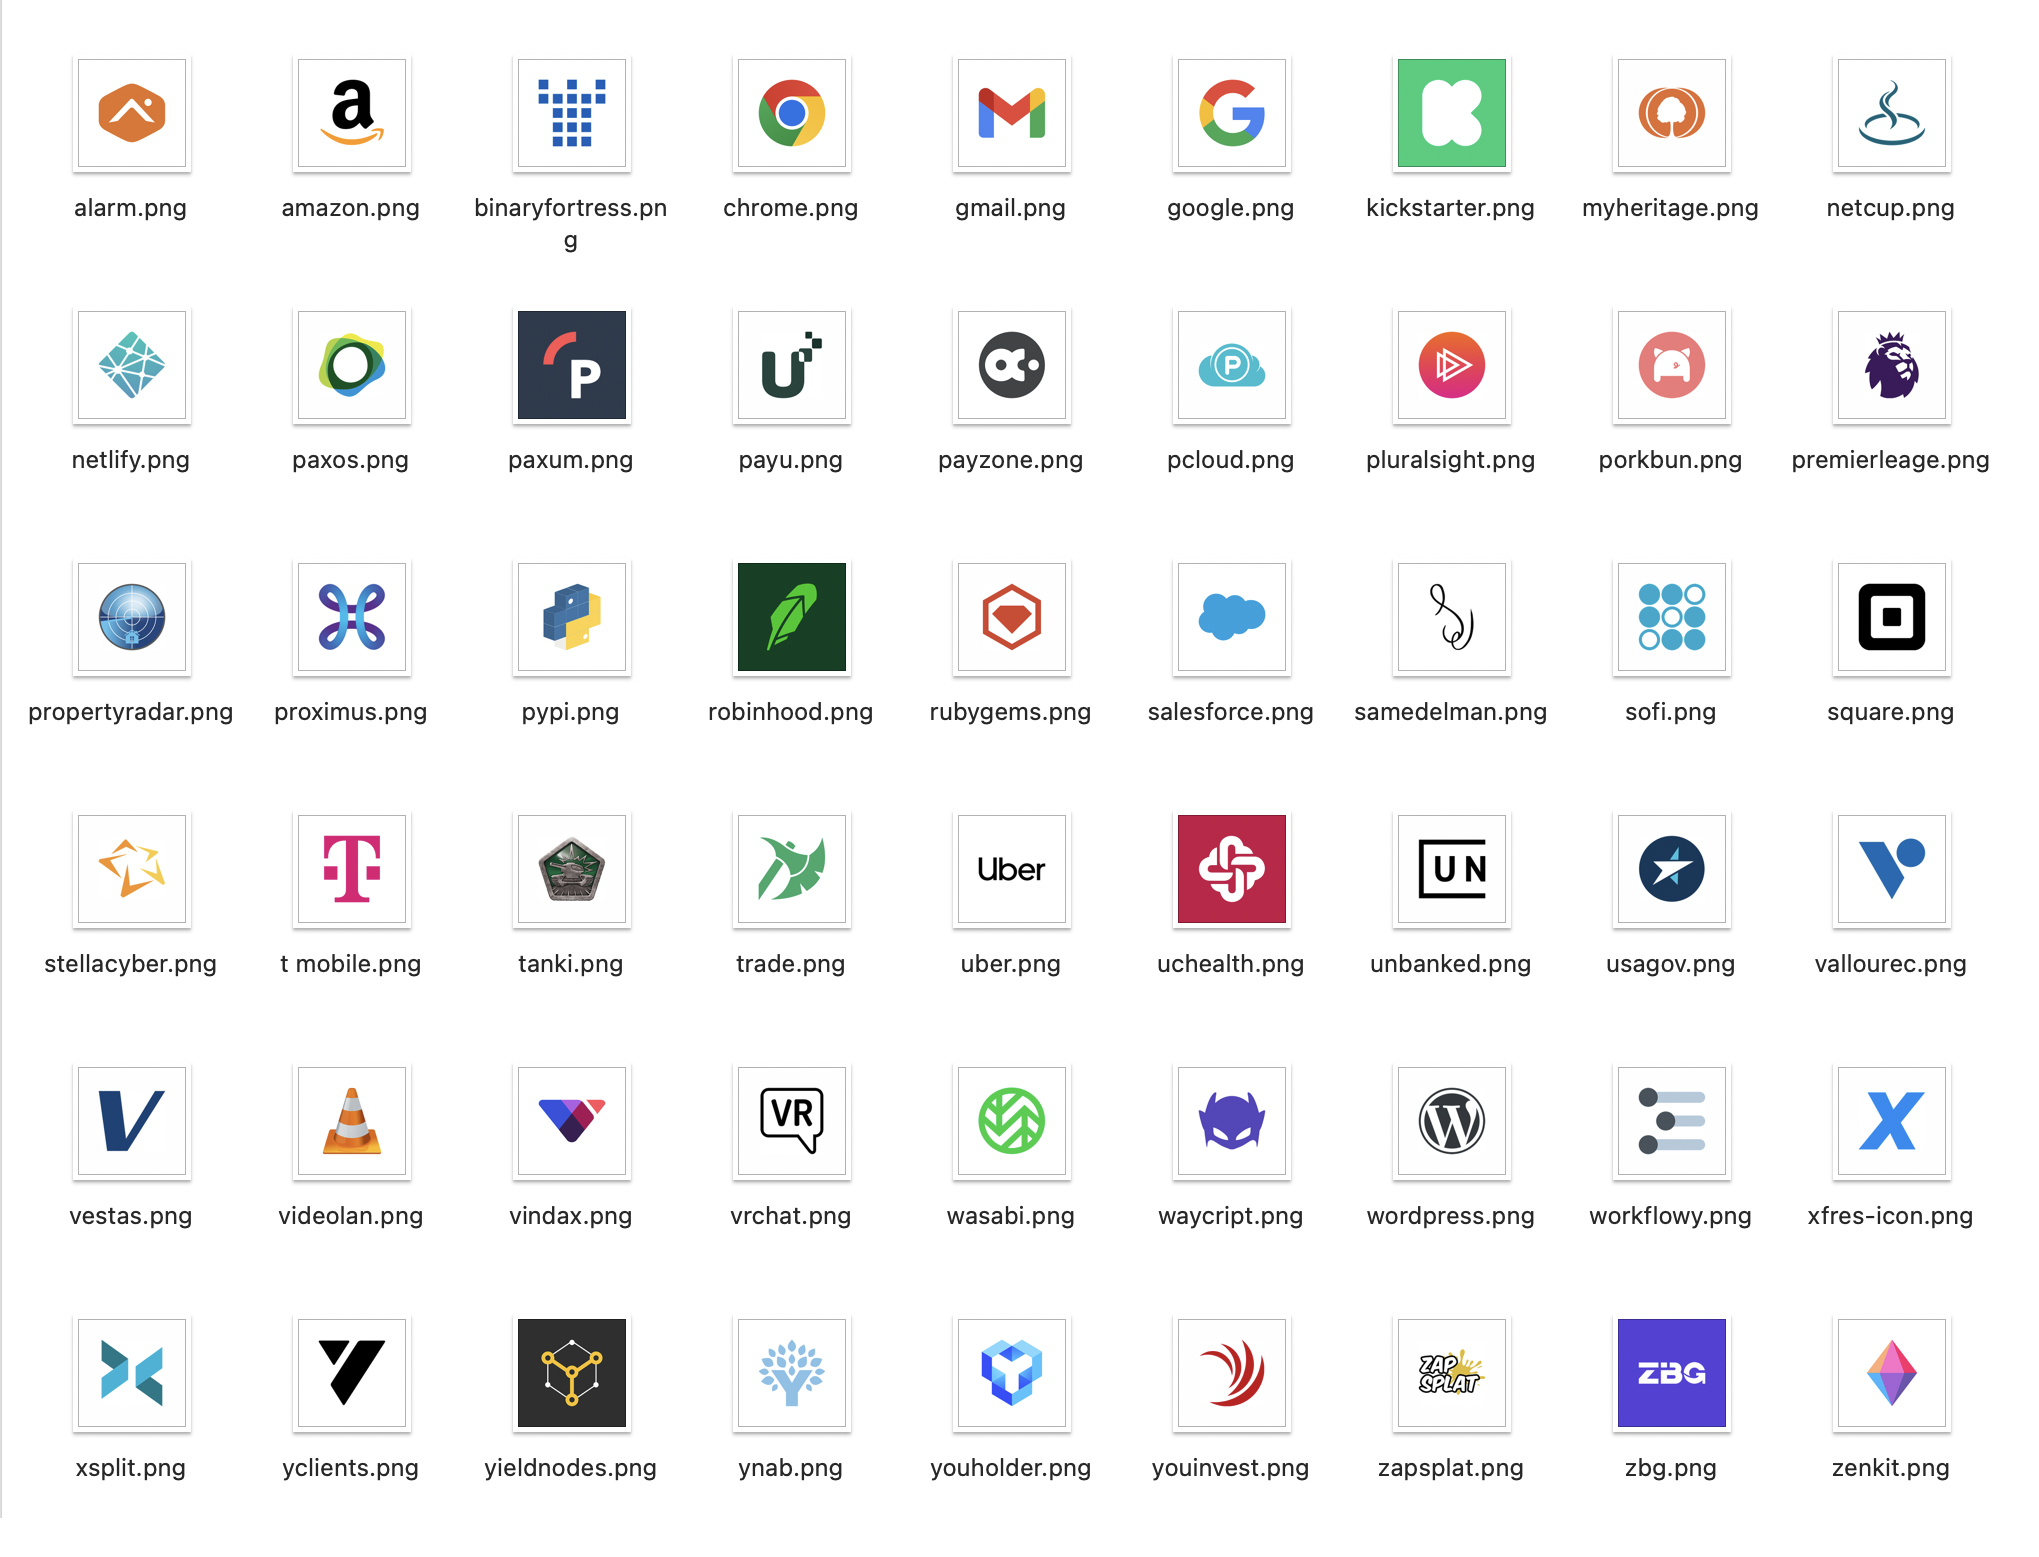 a
alarm.png
amazon.png
binaryfortress.pn
g
chrome.png
gmail.png
google.png
kickstarter.png
myheritage.png
netcup.png
P
U
P
netlify.png
paxos.png
paxum.png
payu.png
payzone.png
pcloud.png
pluralsight.png
porkbun.png
premierleage.png
propertyradar.png
proximus.png
pypi.png
robinhood.png
rubygems.png
salesforce.png
samedelman.png
sofi.png
square.png
T
Uber
UN
stellacyber.png
t mobile.png
tanki.png
trade.png
uber.png
uchealth.png
unbanked.png
usagov.png
vallourec.png
V
VR
W
X
vestas.png
videolan.png
vindax.png
vrchat.png
wasabi.png
waycript.png
wordpress.png
workflowy.png
xfres-icon.png
ZAP
SPLAT
ZBG
xsplit.png
yclients.png
yieldnodes.png
ynab.png
youholder.png
youinvest.png
zapsplat.png
zbg.png
zenkit.png